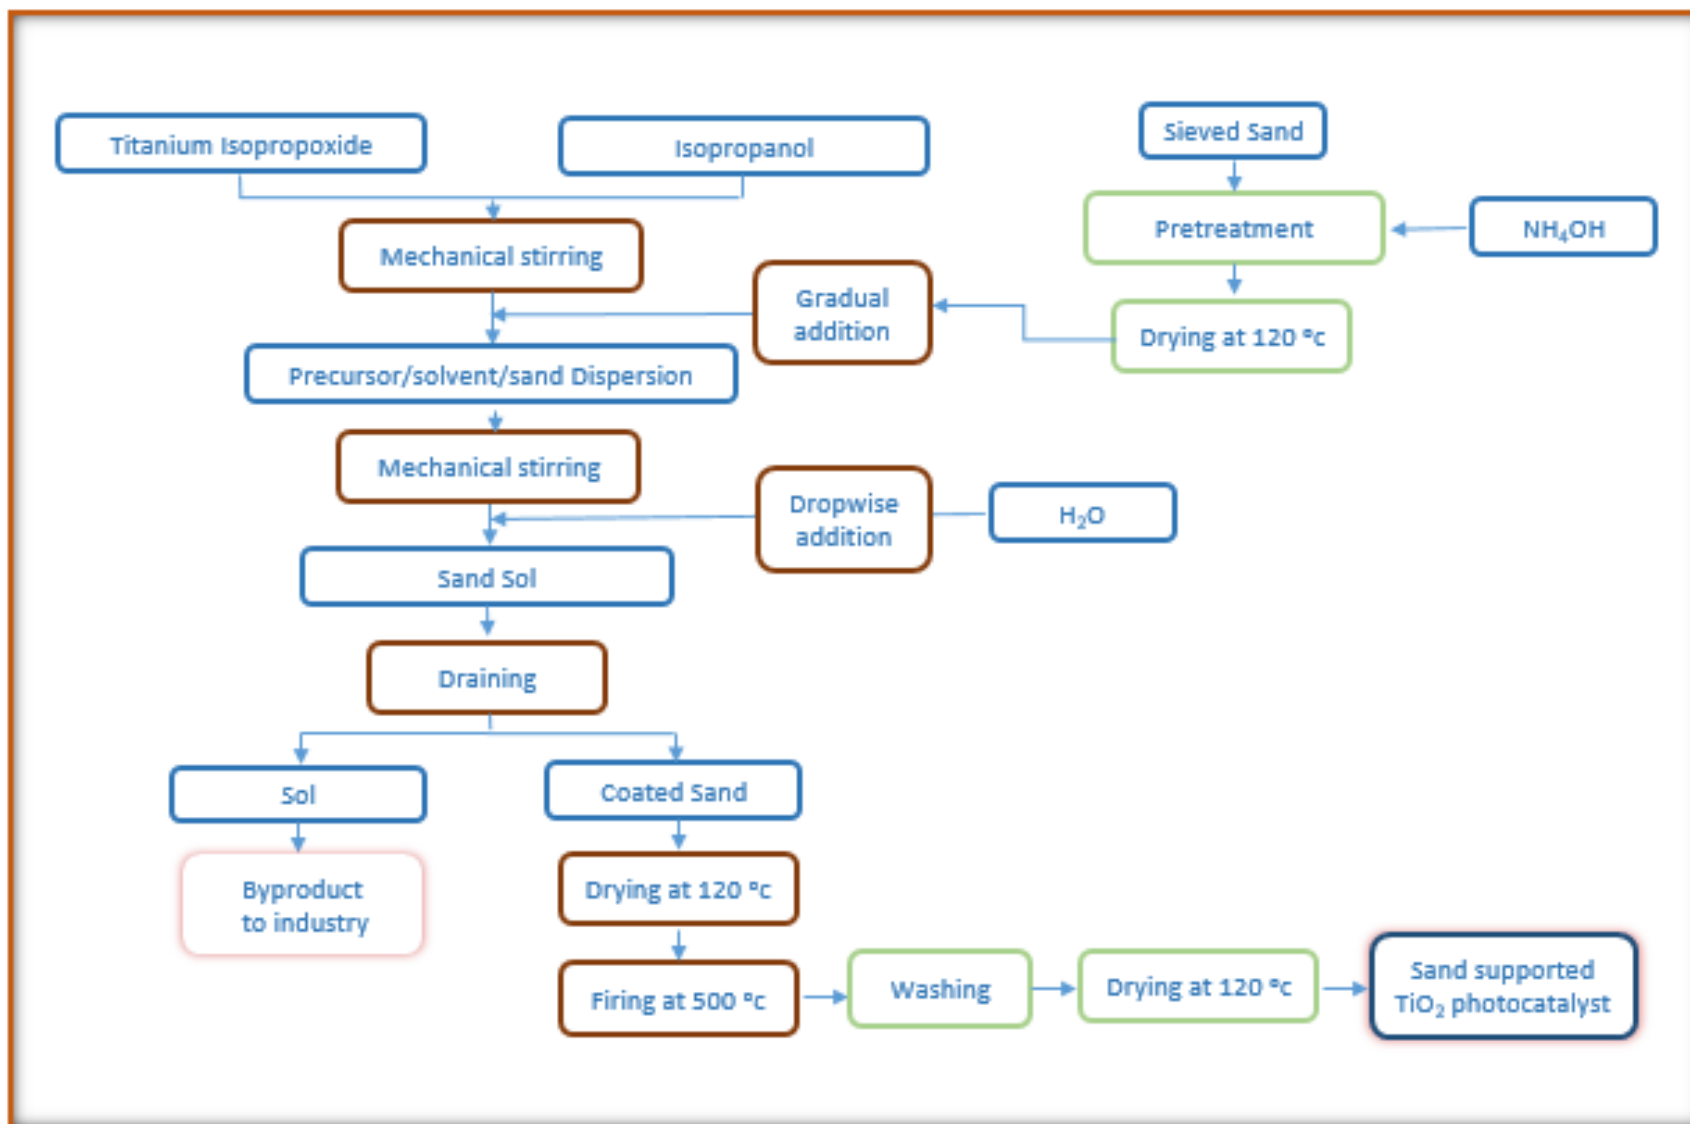 Titanium Isopropoxide
Isopropanol
Sieved Sand
Mechanical stirring
Pretreatment
NH₄OH
Gradual
addition
Drying at 120 °c
Precursor/solvent/sand Dispersion
Mechanical stirring
Dropwise
addition
H₂O
Sand Sol
Draining
Sol
Coated Sand
Byproduct
to industry
Drying at 120 °c
Firing at 500 °c
Washing
Drying at 120 °c
Sand supported
TiO₂ photocatalyst